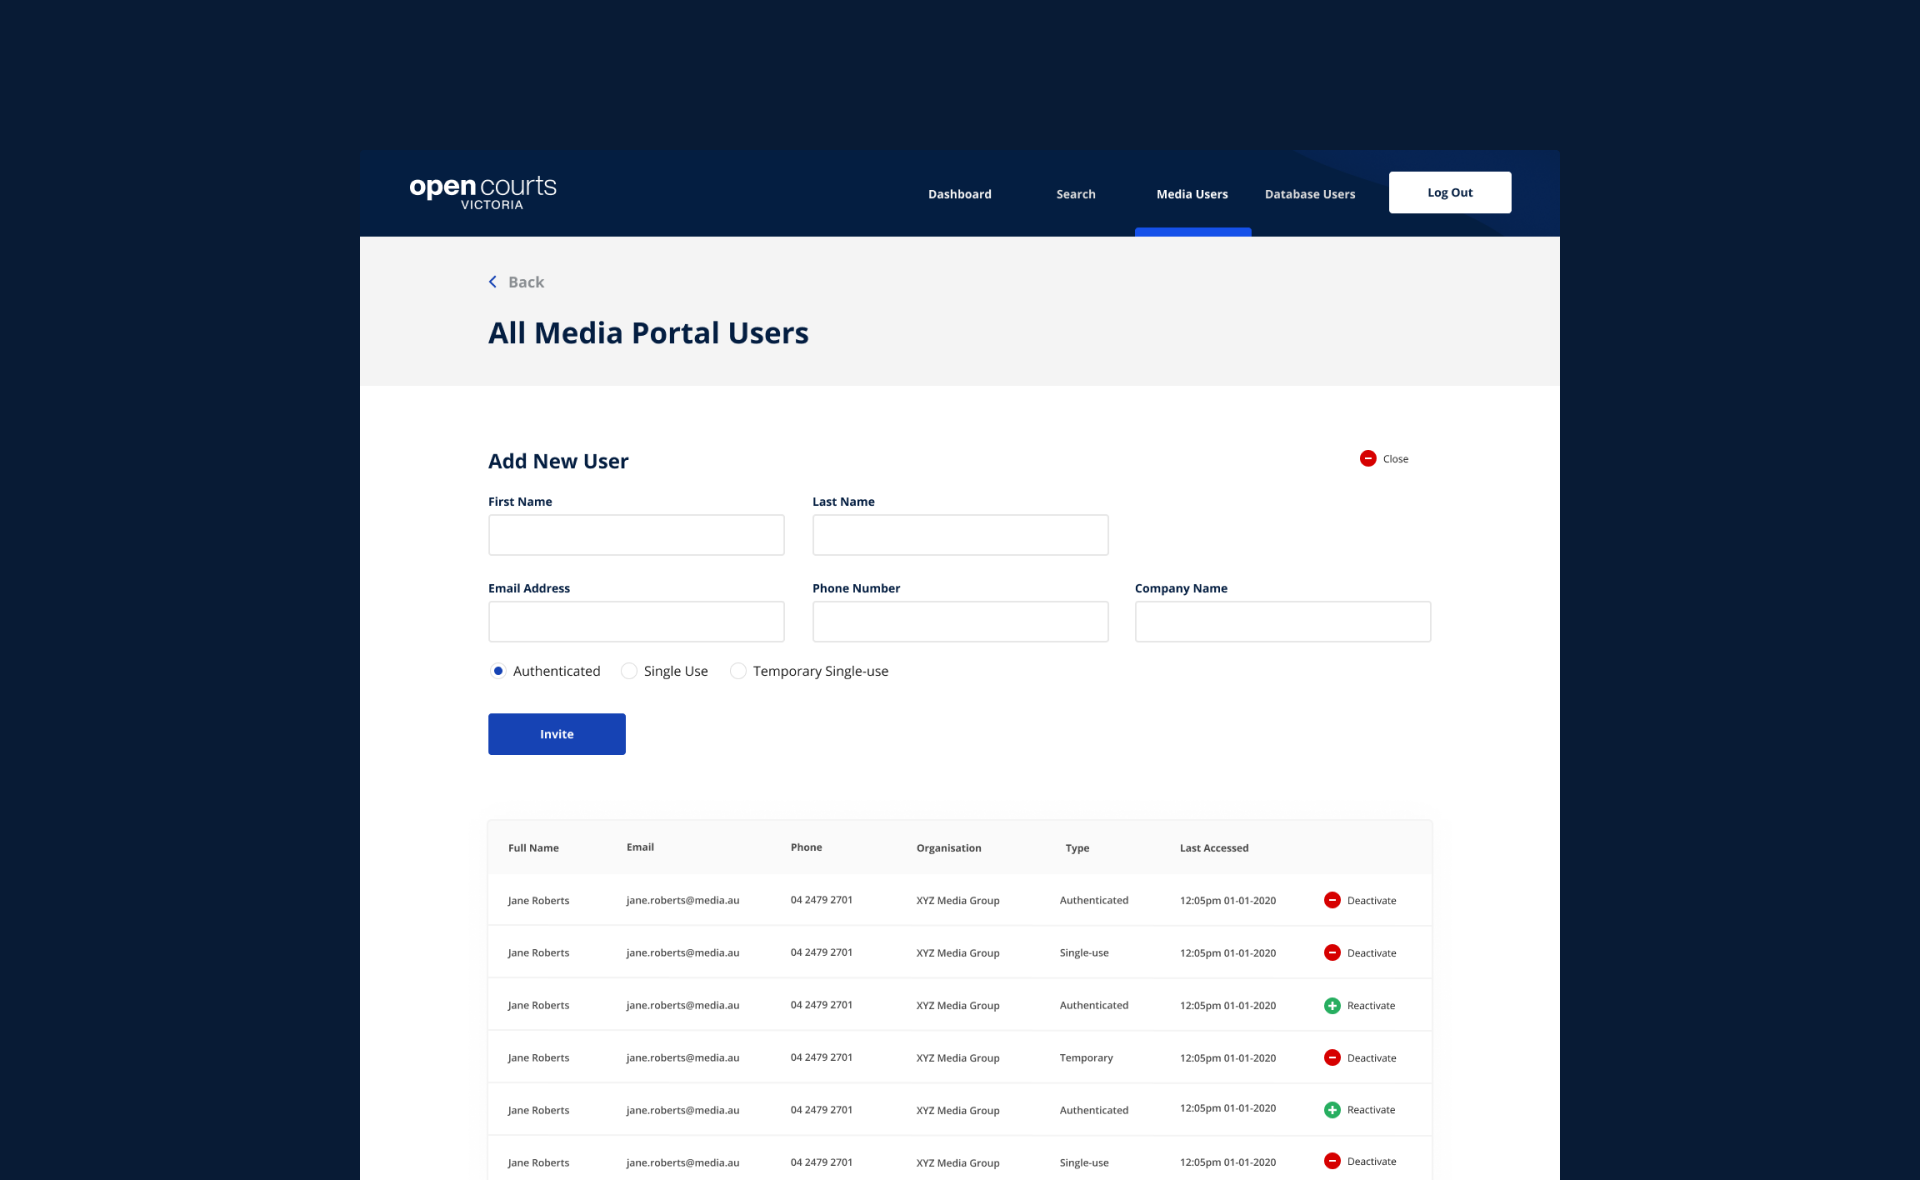 open courts
VICTORIA
Dashboard Search Media Users Database Users Log Out
Back
All Media Portal Users
Add New User Close
First Name Last Name
Email Address Phone Number Company Name
Authenticated Single Use Temporary Single-use
Invite
Full Name Email Phone Organisation Type Last Accessed
Jane Roberts jane.roberts@media.au 04 2479 2701 XYZ Media Group Authenticated 12:05pm 01-01-2020 Deactivate
Jane Roberts jane.roberts@media.au 04 2479 2701 XYZ Media Group Single-use 12:05pm 01-01-2020 Deactivate
Jane Roberts jane.roberts@media.au 04 2479 2701 XYZ Media Group Authenticated 12:05pm 01-01-2020 Reactivate
Jane Roberts jane.roberts@media.au 04 2479 2701 XYZ Media Group Temporary 12:05pm 01-01-2020 Deactivate
Jane Roberts jane.roberts@media.au 04 2479 2701 XYZ Media Group Authenticated 12:05pm 01-01-2020 Reactivate
Jane Roberts jane.roberts@media.au 04 2479 2701 XYZ Media Group Single-use 12:05pm 01-01-2020 Deactivate